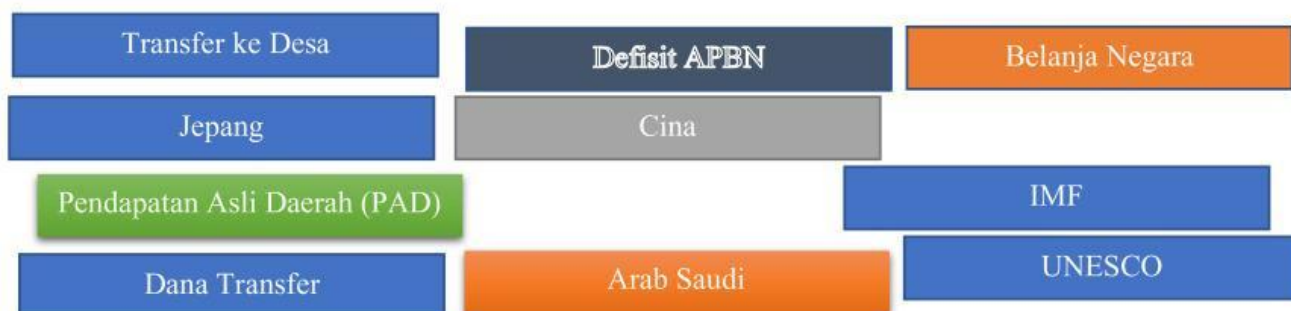 Transfer ke Desa
Defisit APBN
Belanja Negara
Jepang
Cina
Pendapatan Asli Daerah (PAD)
IMF
Dana Transfer
Arab Saudi
UNESCO